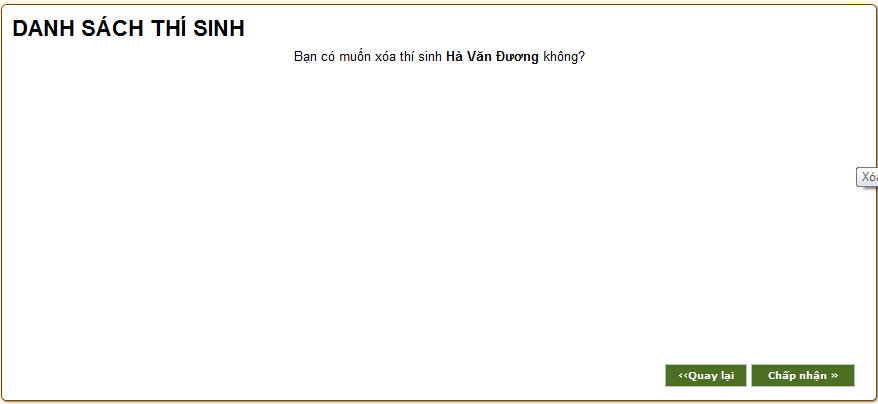 DANH SÁCH THÍ SINH
Bạn có muốn xóa thí sinh Hà Văn Đương không?
‹‹Quay lại
Chấp nhận »